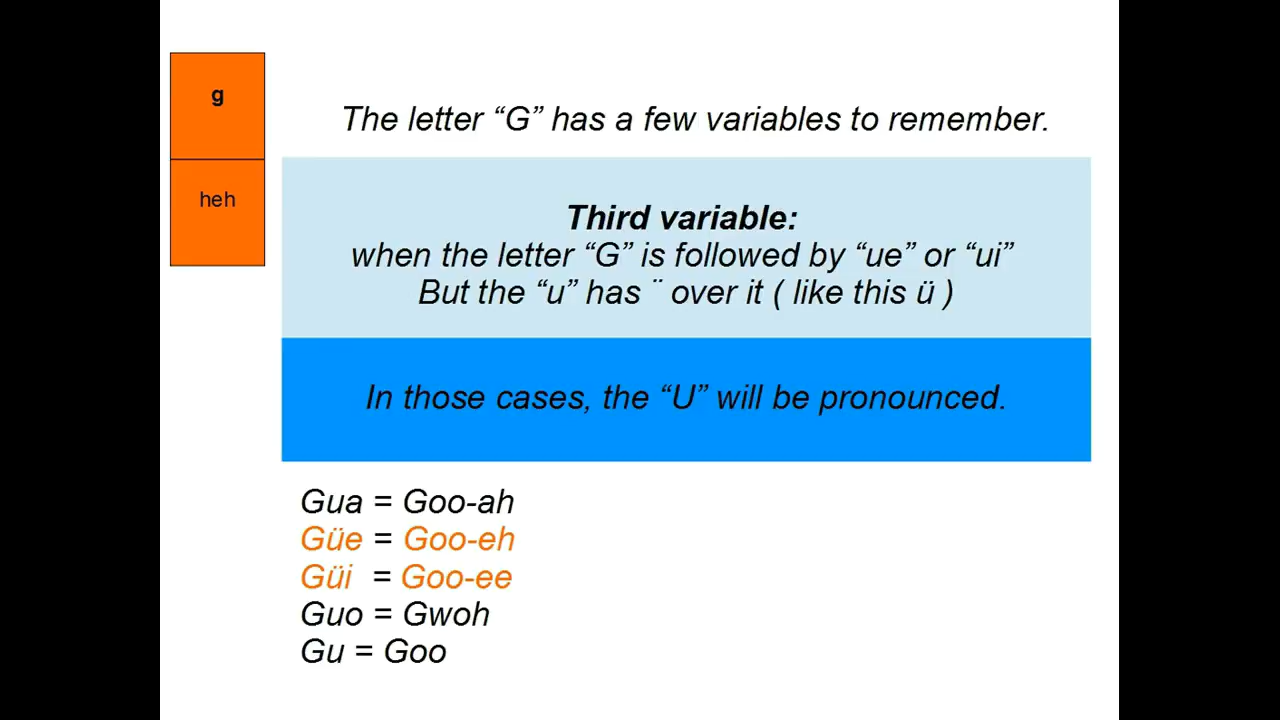 g
heh
The letter “G” has a few variables to remember.
Third variable:
when the letter “G” is followed by “ue” or “ui”
But the “u” has ¨ over it ( like this ü )
In those cases, the “U” will be pronounced.
Gua = Goo-ah
Güe = Goo-eh
Güi = Goo-ee
Guo = Gwoh
Gu = Goo